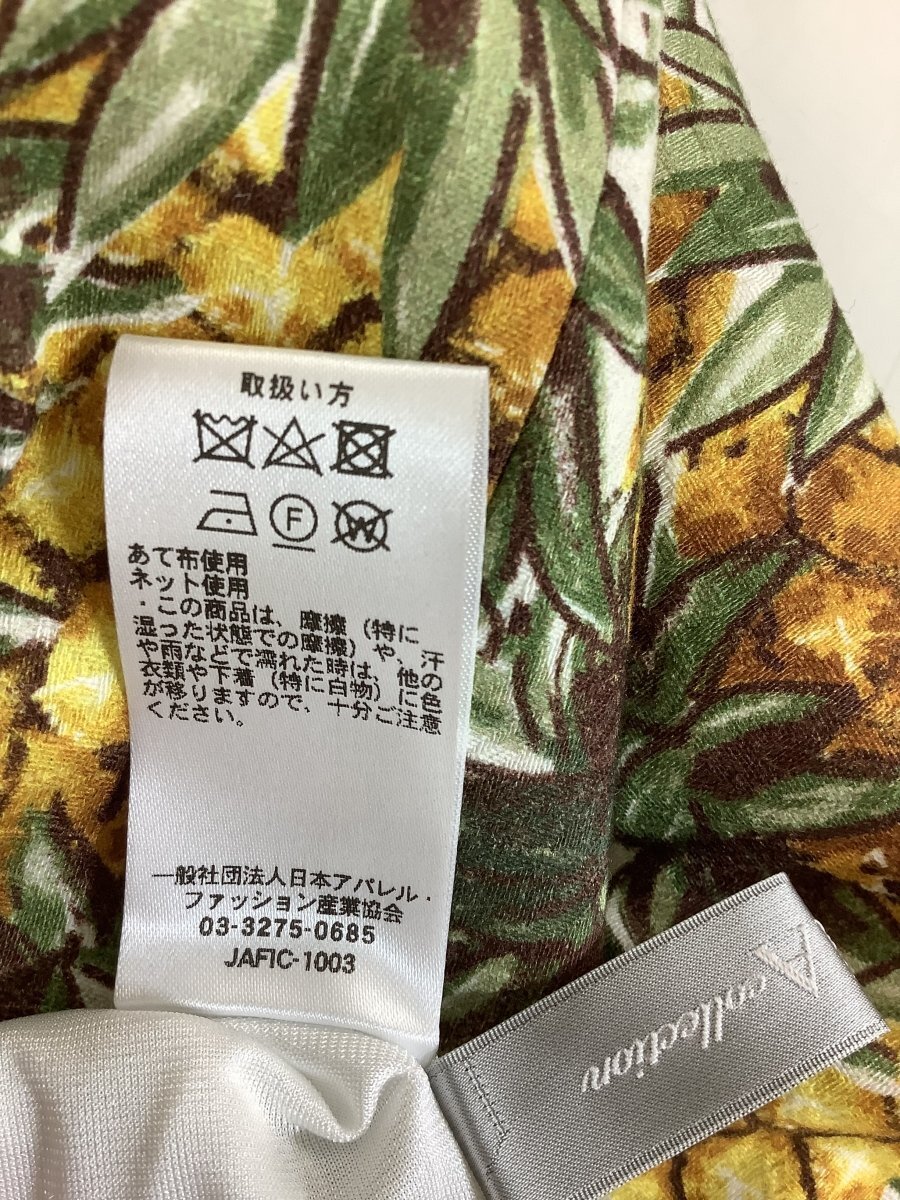 取扱い方
F W
あて布使用
ネット使用
・この商品は、摩擦(特に
湿った状態での摩擦)や、汗
や雨などで濡れた時は、他の
衣類や下着(特に白物)に色
が移りますので、十分ご注意
ください。
一般社団法人日本アパレル・
ファッション産業協会
03-3275-0685
JAFIC-1003
A collection